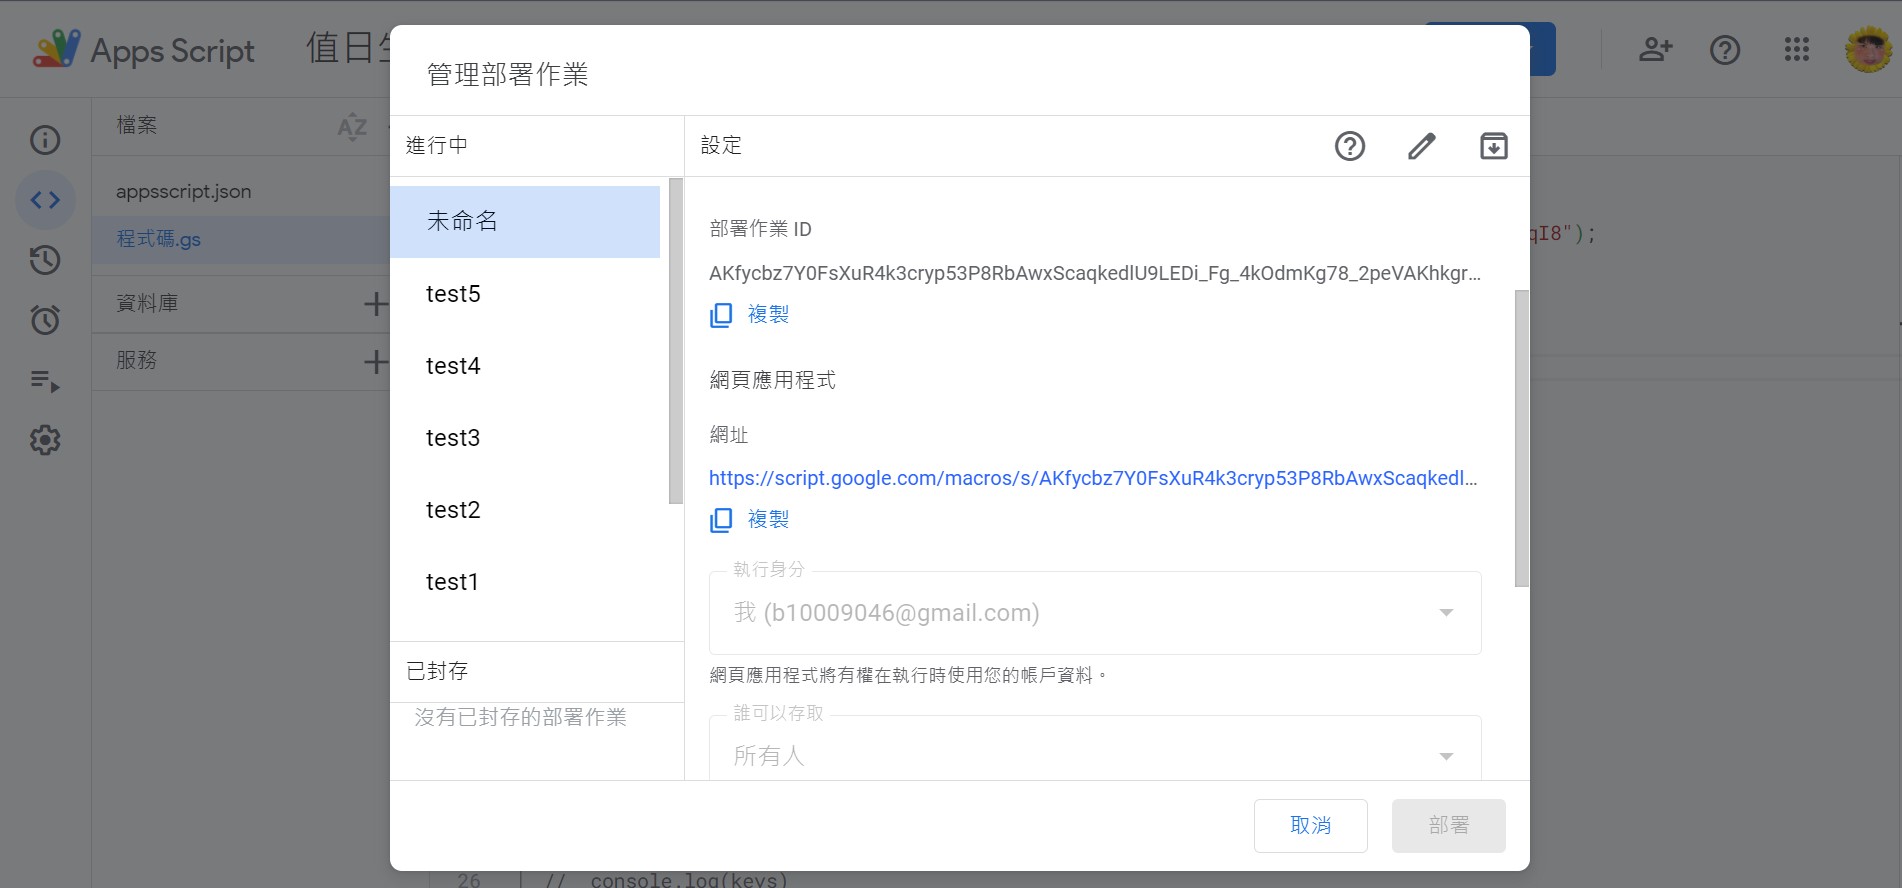 Apps Script
值日
管理部署作業
檔案
AZ
進行中
設定
appsscript.json
未命名
程式碼.gs
qI8");
部署作業 ID
AKfycbz7Y0FsXuR4k3cryp53P8RbAwxScaqkedlU9LEDi_Fg_4kOdmKg78_2peVAKhkgr...
test5
資料庫
複製
服務
test4
網頁應用程式
test3
網址
https://script.google.com/macros/s/AKfycbz7Y0FsXuR4k3cryp53P8RbAwxScaqkedl...
test2
複製
執行身分
test1
我 (b10009046@gmail.com)
已封存
網頁應用程式將有權在執行時使用您的帳戶資料。
沒有已封存的部署作業
誰可以存取
所有人
取消
部署
26 // console.log(keys)